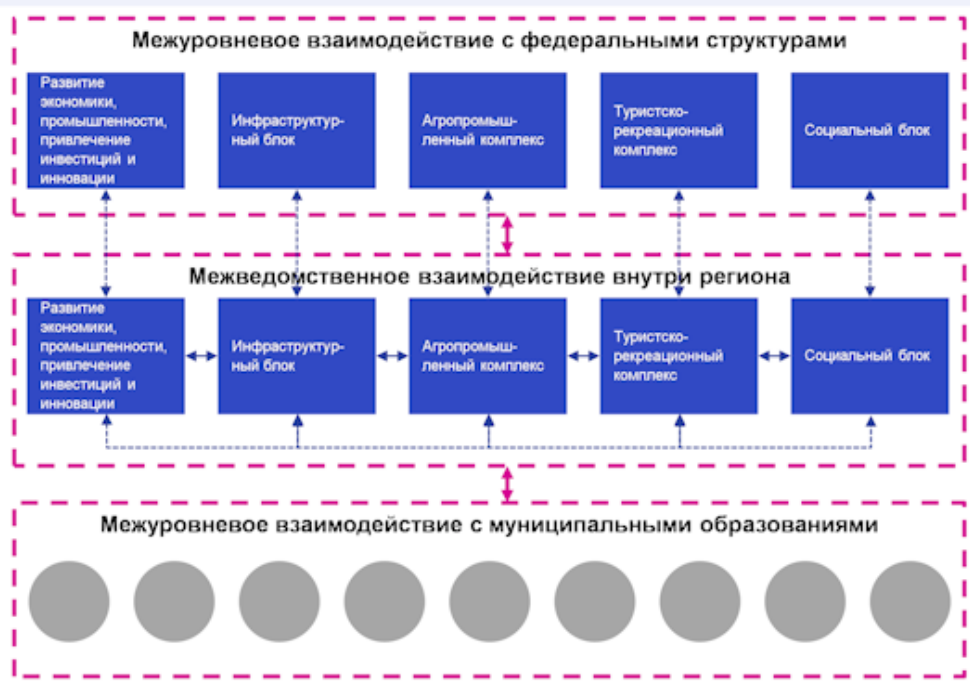 Межуровневое взаимодействие с федеральными структурами
Развитие
экономики,
промышленности,
привлечение
инвестиций и
инновации
Инфраструктур-
ный блок
Агропромыш-
ленный комплекс
Туристско-
рекреационный
комплекс
Социальный блок
Межведомственное взаимодействие внутри региона
Развитие
экономики,
промышленности,
привлечение
инвестиций и
инновации
Инфраструктур-
ный блок
Агропромыш-
ленный комплекс
Туристско-
рекреационный
комплекс
Социальный блок
Межуровневое взаимодействие с муниципальными образованиями